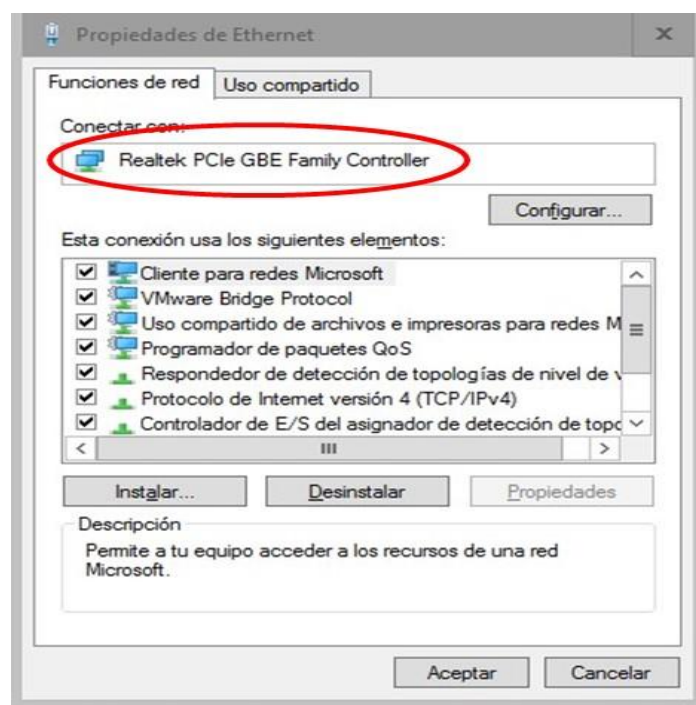 Propiedades de Ethernet
Funciones de red
Uso compartido
Conectar con:
Realtek PCIe GBE Family Controller
Configurar...
Esta conexión usa los siguientes elementos:
Cliente para redes Microsoft
VMware Bridge Protocol
Uso compartido de archivos e impresoras para redes M
Programador de paquetes QoS
Respondedor de detección de topologías de nivel de v
Protocolo de Internet versión 4 (TCP/IPv4)
Controlador de E/S del asignador de detección de topo
Instalar...
Desinstalar
Propiedades
Descripción
Permite a tu equipo acceder a los recursos de una red
Microsoft.
Aceptar
Cancelar